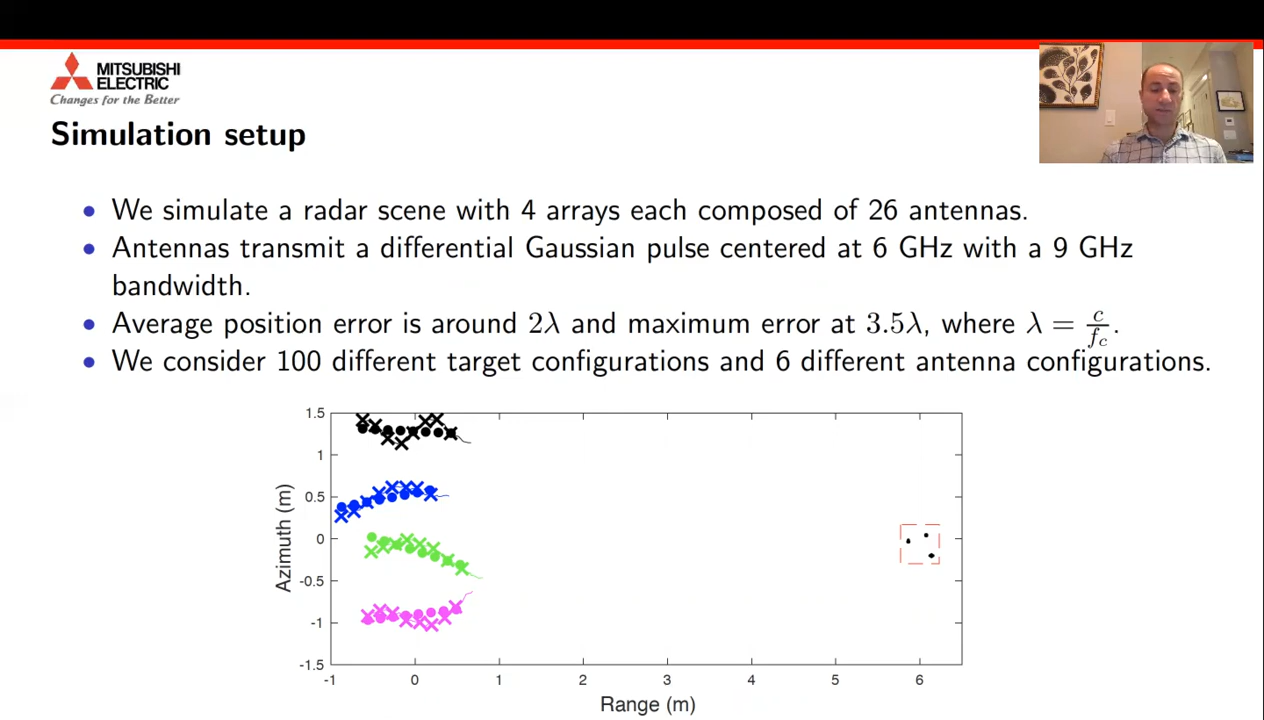 MITSUBISHI
ELECTRIC
Changes for the Better
Simulation setup
• We simulate a radar scene with 4 arrays each composed of 26 antennas.
• Antennas transmit a differential Gaussian pulse centered at 6 GHz with a 9 GHz
bandwidth.
• Average position error is around 2λ and maximum error at 3.5λ, where λ = c/f_c.
• We consider 100 different target configurations and 6 different antenna configurations.
1.5
1
0.5
0
-0.5
-1
-1.5
Azimuth (m)
-1 0 1 2 3 4 5 6
Range (m)